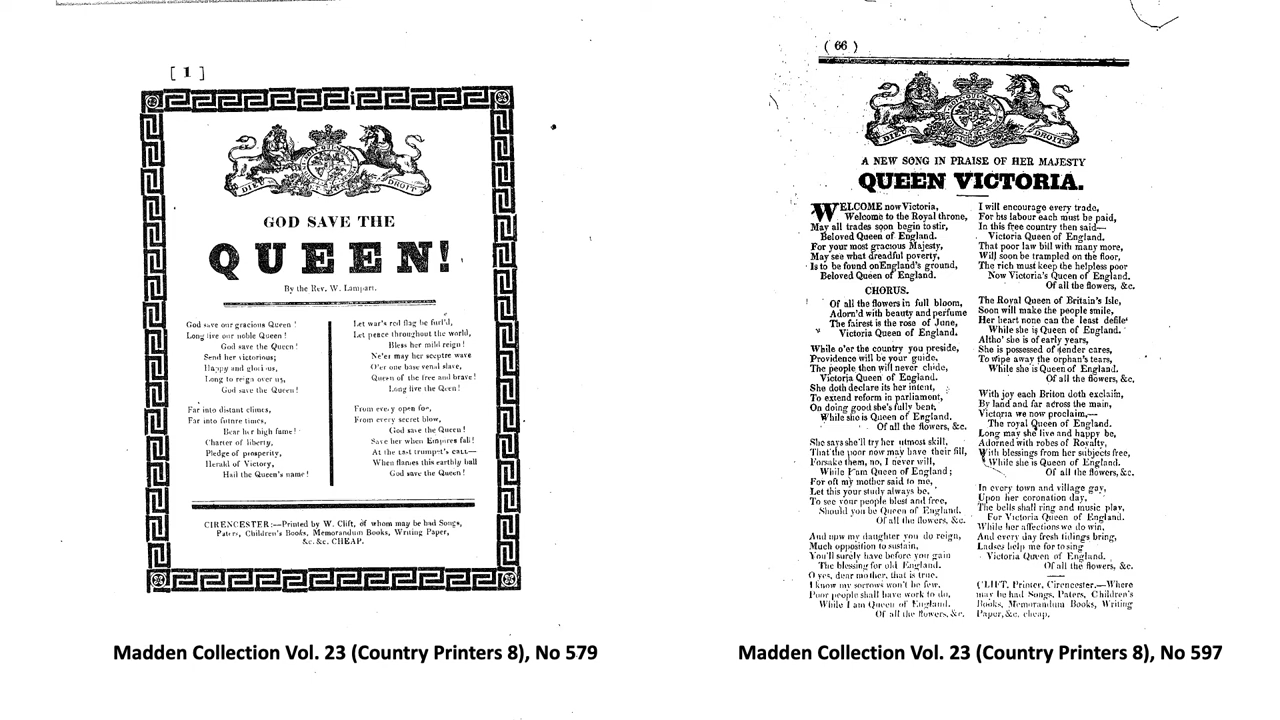 [ 1 ]
DIEU ET DROIT
GOD SAVE THE
QUEEN!
By the Rev. W. Lampart.
God save our gracious Queen !
Long live our noble Queen !
God save the Queen!
Send her victorious;
Happy and glorious,
Long to reign over us,
God save the Queen!
Far into distant climes,
Far into future times,
Bear her high fame!
Charter of liberty,
Pledge of prosperity,
Herald of Victory,
Hail the Queen's name!
Let war's red flag be furl'd,
Let peace throughout the world,
Bless her mild reign!
Ne'er may her sceptre wave
O'er one base venal slave,
Queen of the free and brave!
Long live the Queen!
From every open foe,
From every secret blow,
God save the Queen!
Save her when Empires fall!
At the last trumpet's call—
When flames this earthly ball
God save the Queen!
CIRENCESTER:—Printed by W. Clift, of whom may be had Songs,
Paters, Children's Books, Memorandum Books, Writing Paper,
&c. &c. CHEAP.
Madden Collection Vol. 23 (Country Printers 8), No 579
( 66 )
DIEU ET DROIT
A NEW SONG IN PRAISE OF HER MAJESTY
QUEEN VICTORIA.
WELCOME now Victoria,
Welcome to the Royal throne,
May all trades soon begin to stir,
Beloved Queen of England.
For your most gracious Majesty,
May see what dreadful poverty,
Is to be found on England's ground,
Beloved Queen of England.
CHORUS.
Of all the flowers in full bloom,
Adorn'd with beauty and perfume
The fairest is the rose of June,
Victoria Queen of England.
While o'er the country you preside,
Providence will be your guide,
The people then will never chide,
Victoria Queen of England.
She doth declare its her intent,
To extend reform in parliament,
On doing good she's fully bent,
While she is Queen of England.
Of all the flowers, &c.
She says she'll try her utmost skill,
That the poor now may have their fill,
Forsake them, no, I never will,
While I am Queen of England;
For oft my mother said to me,
Let this your study always be,
To see your people blest and free,
Should you be Queen of England.
Of all the flowers, &c.
And now my daughter you do reign,
Much opposition to sustain,
You'll surely have before you gain
The blessing for old England.
O yes, dear mother, that is true,
I know my sorrows won't be few,
Poor people shall have work to do,
While I am Queen of England.
Of all the flowers, &c.
I will encourage every trade,
For his labour each must be paid,
In this free country then said—
Victoria Queen of England.
That poor law bill with many more,
Will soon be trampled on the floor,
The rich must keep the helpless poor
Now Victoria's Queen of England.
Of all the flowers, &c.
The Royal Queen of Britain's Isle,
Soon will make the people smile,
Her heart none can the least defile
While she is Queen of England.
Altho' she is of early years,
She is possessed of tender cares,
To wipe away the orphan's tears,
While she is Queen of England.
Of all the flowers, &c.
With joy each Briton doth exclaim,
By land and far across the main,
Victoria we now proclaim,—
The royal Queen of England.
Long may she live and happy be,
Adorned with robes of Royalty,
With blessings from her subjects free,
While she is Queen of England.
Of all the flowers, &c.
In every town and village gay,
Upon her coronation day,
The bells shall ring and music play,
For Victoria Queen of England.
While her affections we do win,
And every day fresh tidings bring,
Ladies help me for to sing
Victoria Queen of England.
Of all the flowers, &c.
CLIFT, Printer, Cirencester.—Where
may be had Songs, Paters, Children's
Books, Memorandum Books, Writing
Paper, &c. cheap.
Madden Collection Vol. 23 (Country Printers 8), No 597